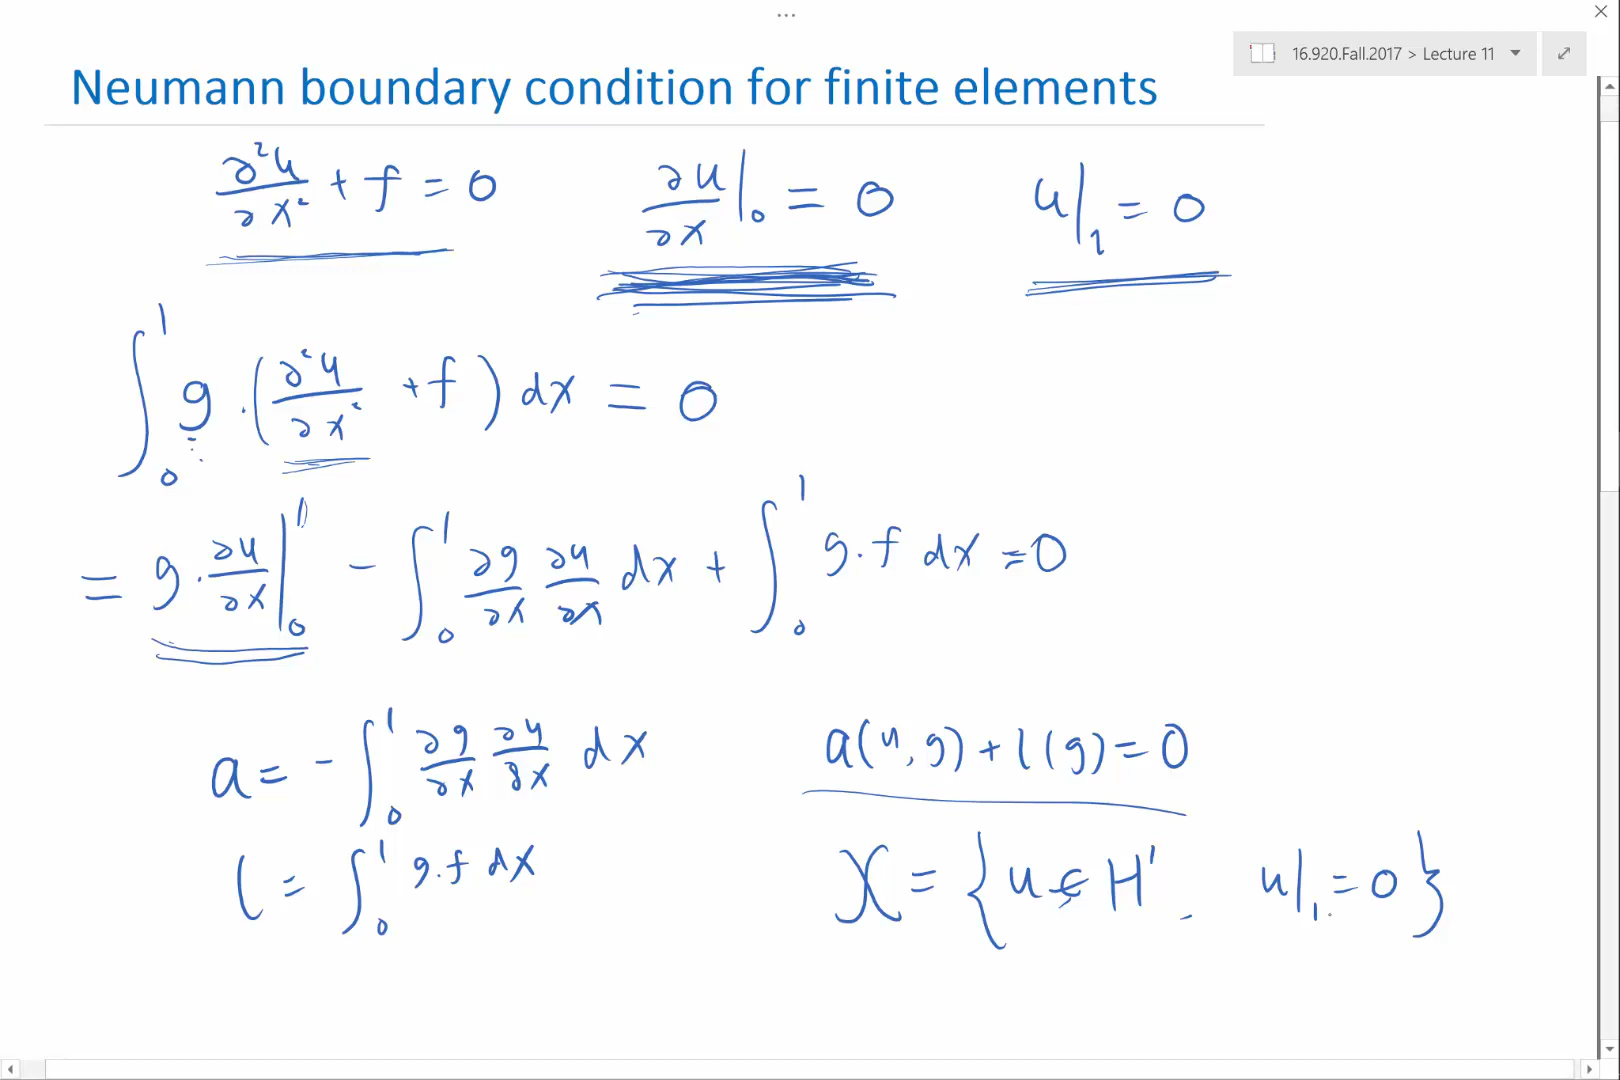 ...
16.920.Fall.2017 > Lecture 11
Neumann boundary condition for finite elements
∂²u/∂x² + f = 0    ∂u/∂x|₀ = 0    u|₁ = 0
∫₀¹ g · (∂²u/∂x² + f) dx = 0
= g · ∂u/∂x|₀¹ − ∫₀¹ ∂g/∂x ∂u/∂x dx + ∫₀¹ g.f dx = 0
a = − ∫₀¹ ∂g/∂x ∂u/∂x dx    a(u,g) + l(g) = 0
l = ∫₀¹ g.f dx    X = {u ∈ H¹    u|₁ = 0}